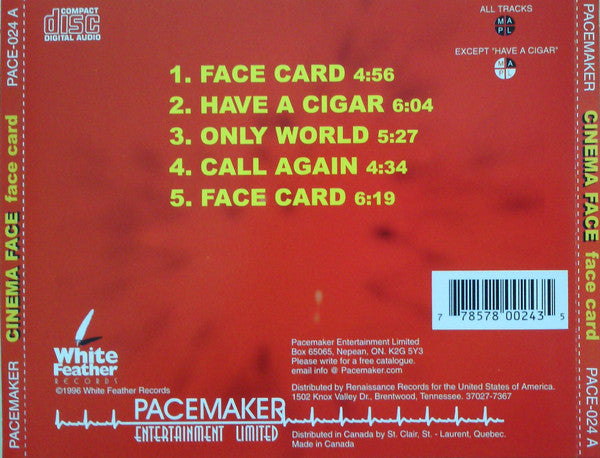 PACE-024 A
CINEMA FACE face card
PACEMAKER
COMPACT
disc
DIGITAL AUDIO
ALL TRACKS
M A
P L
EXCEPT "HAVE A CIGAR"
M A
P L
1. FACE CARD 4:56
2. HAVE A CIGAR 6:04
3. ONLY WORLD 5:27
4. CALL AGAIN 4:34
5. FACE CARD 6:19
7 78578 00243 5
White
Feather
RECORDS
©1996 White Feather Records
Pacemaker Entertainment Limited
Box 65065, Nepean, ON. K2G 5Y3
Please write for a free catalogue.
email info @ Pacemaker.com
Distributed by Renaissance Records for the United States of America.
1502 Knox Valley Dr., Brentwood, Tennessee. 37027-7367
PACEMAKER
ENTERTAINMENT LIMITED
Distributed in Canada by St. Clair, St. - Laurent, Quebec.
Made in Canada
PACEMAKER
CINEMA FACE face card
PACE-024 A